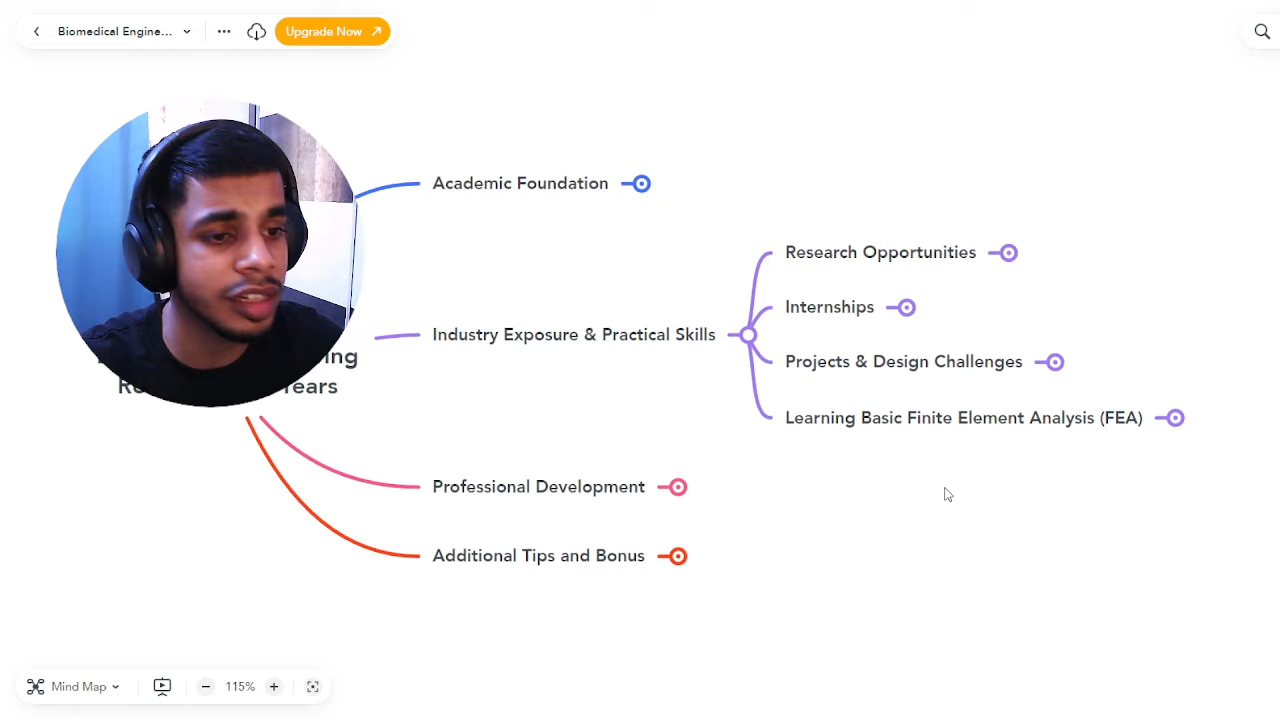 Biomedical Engine...
Upgrade Now
Academic Foundation
Research Opportunities
Internships
Industry Exposure & Practical Skills
Projects & Design Challenges
Learning Basic Finite Element Analysis (FEA)
Professional Development
Additional Tips and Bonus
Mind Map
115%